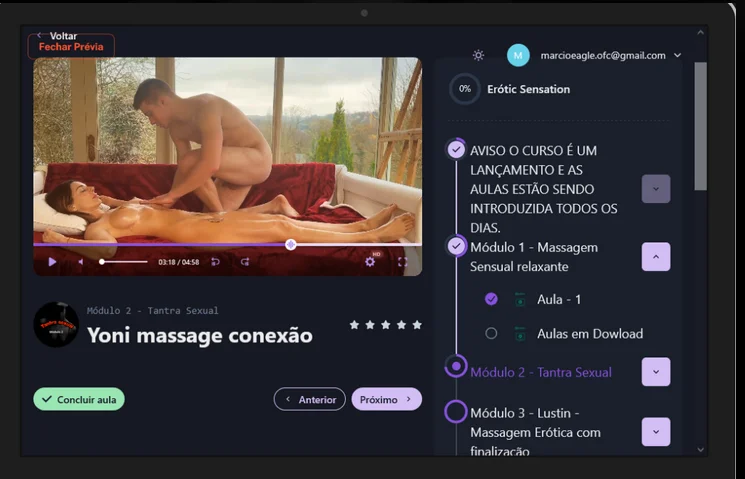 Voltar
Fechar Prévia
M
marcioeagle.ofc@gmail.com
0%
Erótic Sensation
AVISO O CURSO É UM
LANÇAMENTO E AS
AULAS ESTÃO SENDO
INTRODUZIDA TODOS OS
DIAS.
Módulo 1 - Massagem
Sensual relaxante
Aula - 1
Aulas em Dowload
Módulo 2 - Tantra Sexual
Módulo 3 - Lustin -
Massagem Erótica com
finalização
03:18 / 04:58
HD
Módulo 2 - Tantra Sexual
Yoni massage conexão
Concluir aula
Anterior
Próximo